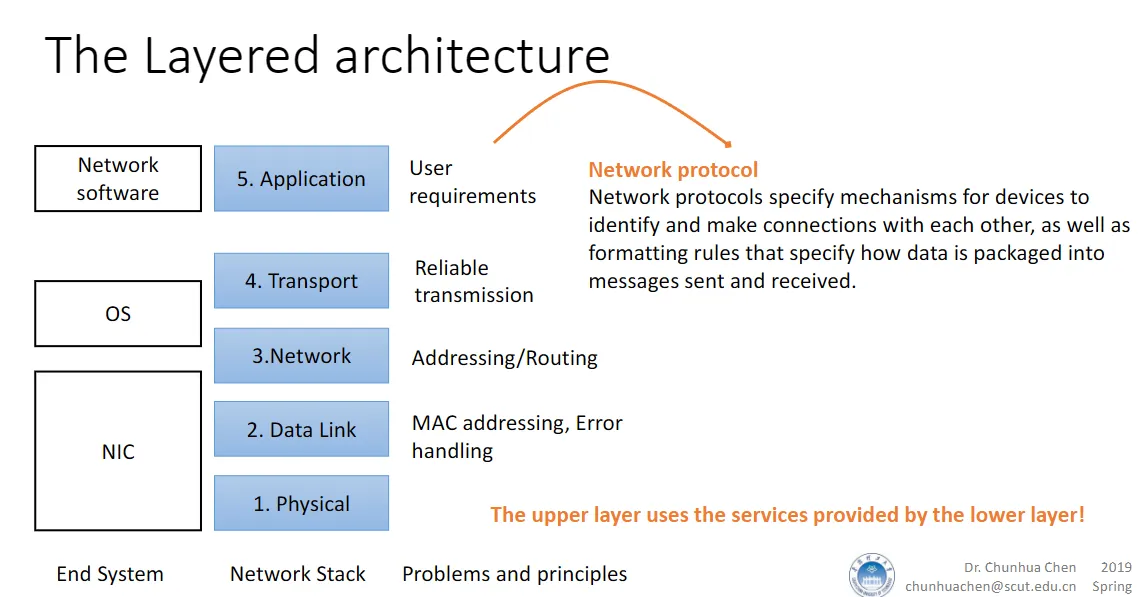 The Layered architecture
Network
software
5. Application
User
requirements
Network protocol
Network protocols specify mechanisms for devices to
identify and make connections with each other, as well as
formatting rules that specify how data is packaged into
messages sent and received.
4. Transport
Reliable
transmission
OS
3.Network
Addressing/Routing
NIC
2. Data Link
MAC addressing, Error
handling
1. Physical
The upper layer uses the services provided by the lower layer!
End System
Network Stack
Problems and principles
Dr. Chunhua Chen 2019
chunhuachen@scut.edu.cn Spring